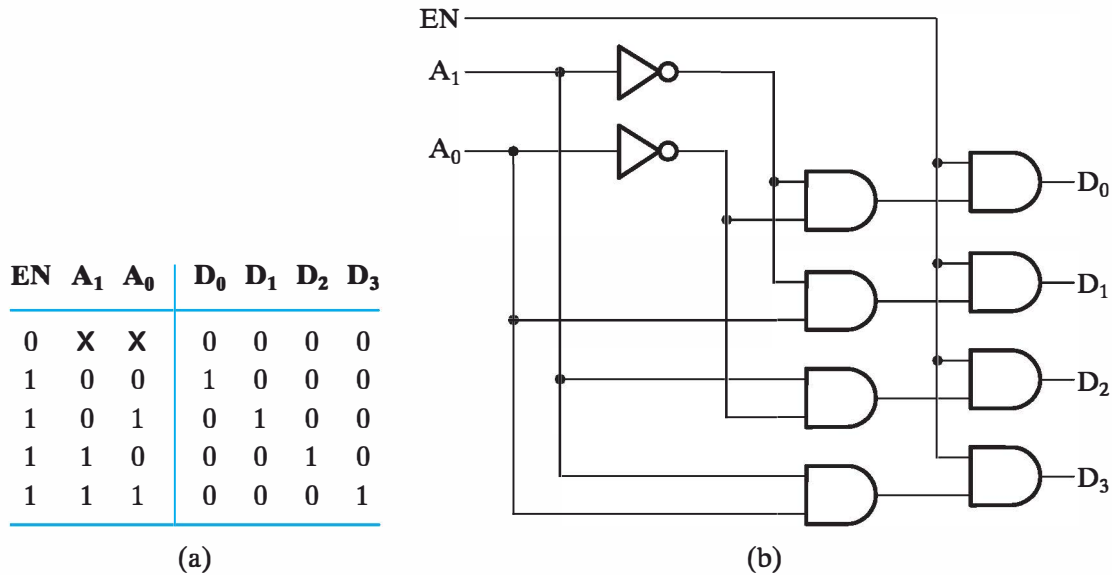 EN
A₁
A₀
D₀
D₁
D₂
D₃
EN A₁ A₀ D₀ D₁ D₂ D₃
0 X X 0 0 0 0
1 0 0 1 0 0 0
1 0 1 0 1 0 0
1 1 0 0 0 1 0
1 1 1 0 0 0 1
(a)
(b)